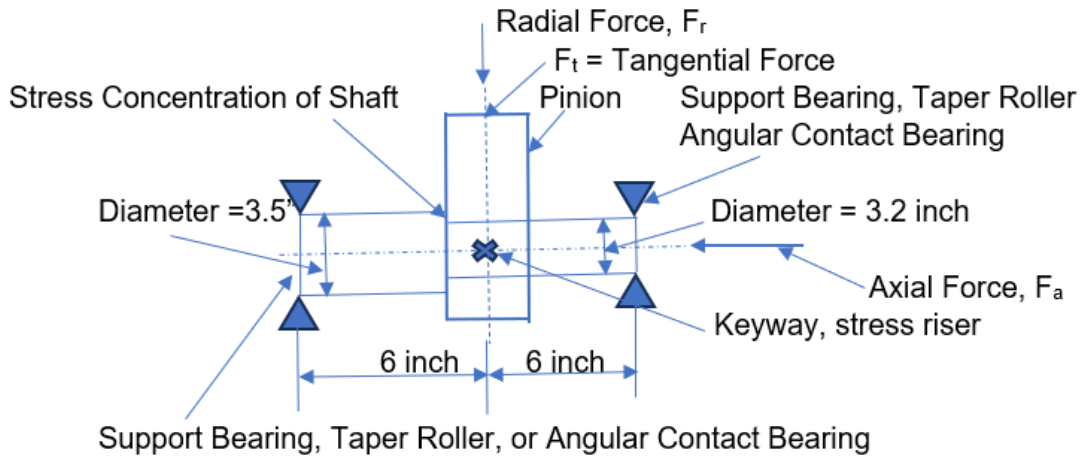 Radial Force, Fr
Ft = Tangential Force
Stress Concentration of Shaft
Pinion
Support Bearing, Taper Roller
Angular Contact Bearing
Diameter =3.5"
Diameter = 3.2 inch
Axial Force, Fa
Keyway, stress riser
6 inch
6 inch
Support Bearing, Taper Roller, or Angular Contact Bearing